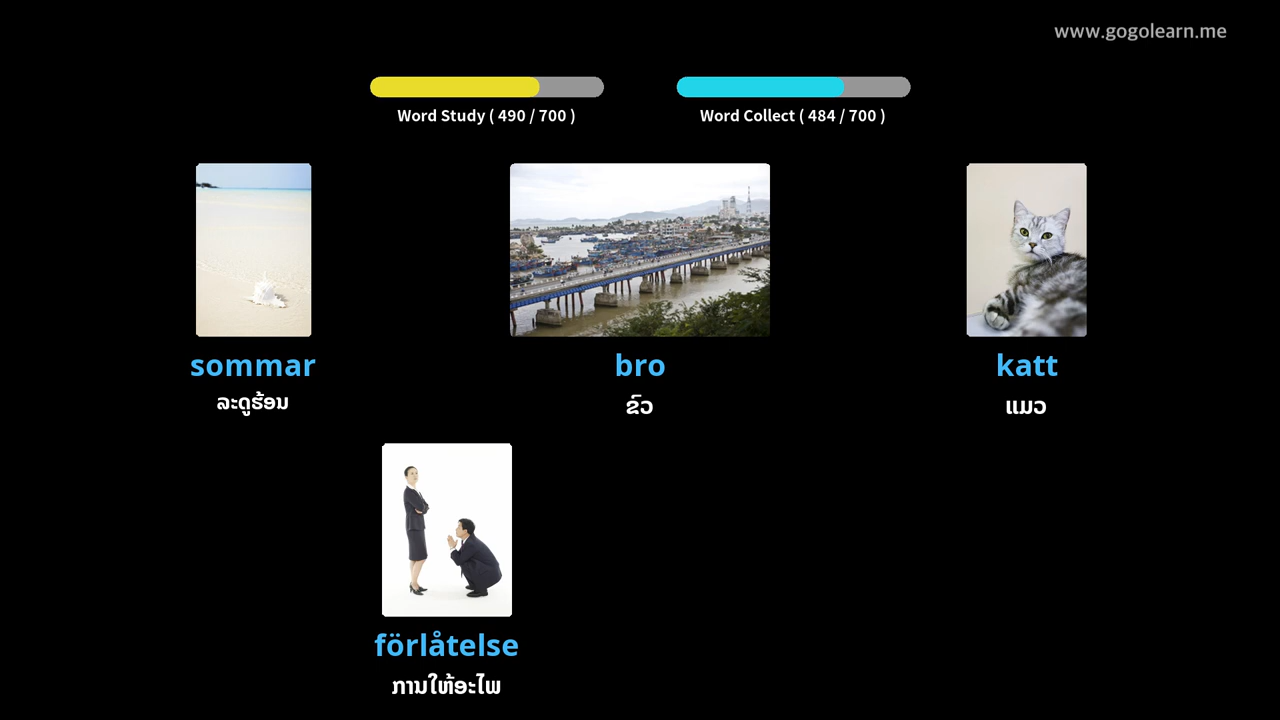 www.gogolearn.me
Word Study ( 490 / 700 )
Word Collect ( 484 / 700 )
sommar
ລະດູຮ້ອນ
bro
ຂົວ
katt
ແມວ
förlåtelse
ການໃຫ້ອະໄພ